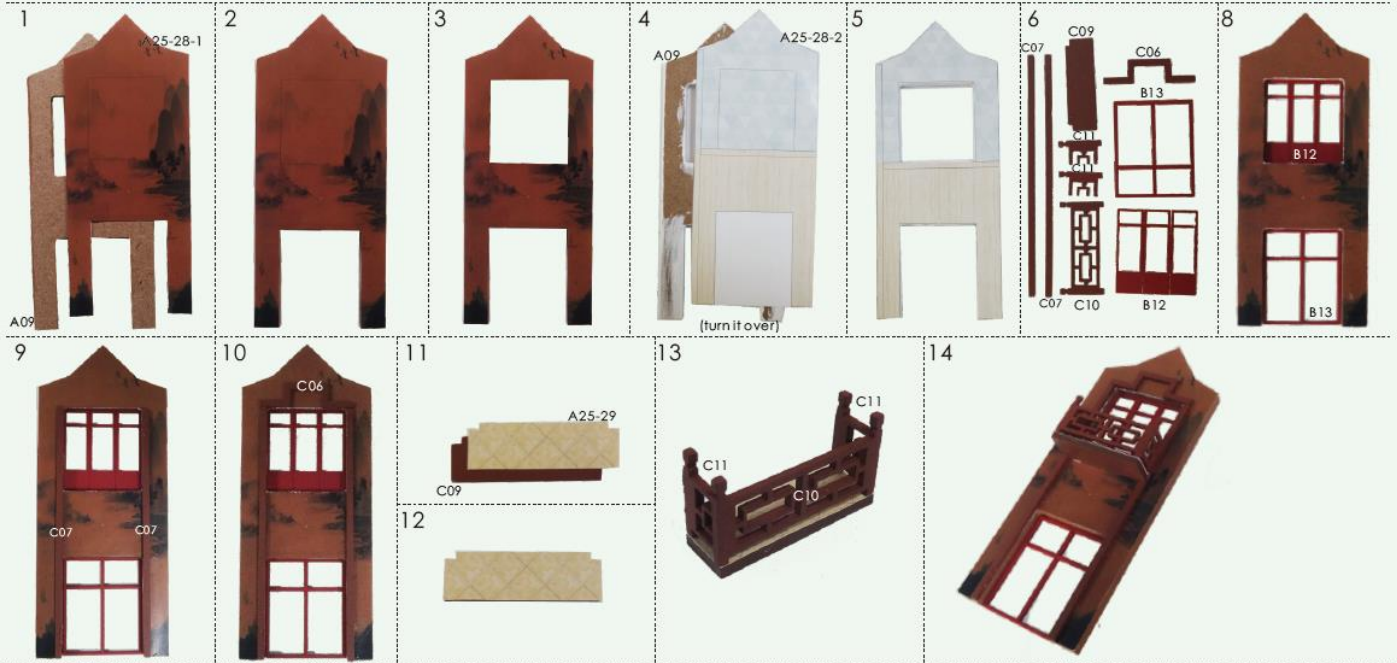 1
A25-28-1
A09
2
3
4
A09
A25-28-2
(turn it over)
5
6
C07
C09
C06
B13
C11
C11
C07
C10
B12
8
B12
B13
9
C07
C07
10
C06
11
A25-29
C09
12
13
C11
C11
C10
14